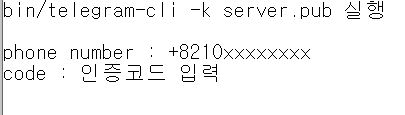 bin/telegram-cli -k server.pub 실행
phone number : +8210xxxxxxxx
code : 인증코드 입력